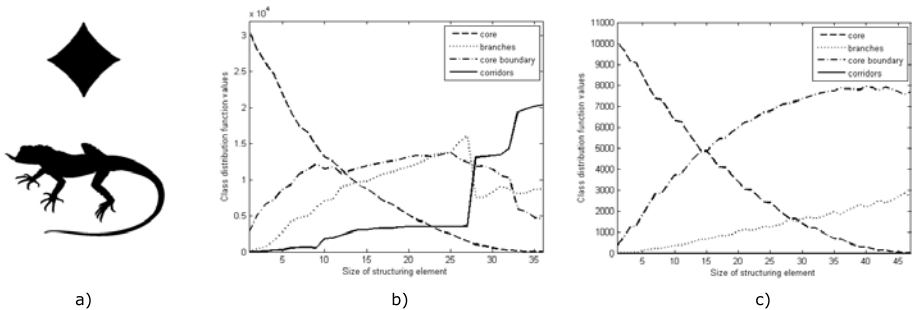 a)
× 10⁴
3
2.5
2
1.5
1
0.5
0
5 10 15 20 25 30 35
Class distribution function values
Size of structuring element
core
branches
core boundary
corridors
b)
11000
10000
9000
8000
7000
6000
5000
4000
3000
2000
1000
0
5 10 15 20 25 30 35 40 45
Class distribution function values
Size of structuring element
core
branches
core boundary
corridors
c)